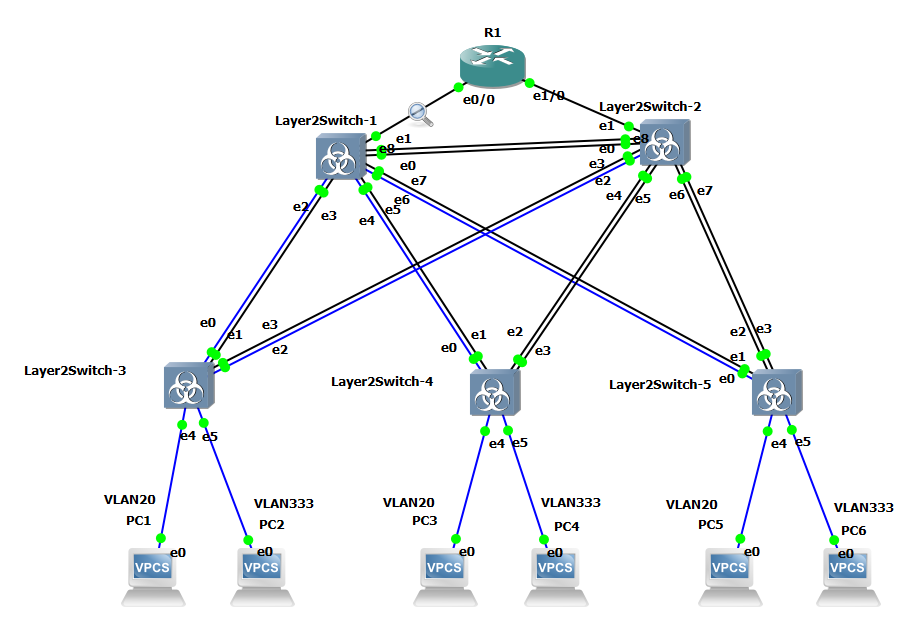 R1
e0/0
e1/0
Layer2Switch-1
Layer2Switch-2
e1
e8
e0
e7
e6
e5
e4
e3
e2
e1
e8
e0
e3
e2
e4
e5
e6
e7
e0
e1
e3
e2
Layer2Switch-3
e4
e5
e1
e0
e2
e3
Layer2Switch-4
e4
e5
e2
e3
e1
e0
Layer2Switch-5
e4
e5
VLAN20
PC1
e0
VPCS
VLAN333
PC2
e0
VPCS
VLAN20
PC3
e0
VPCS
VLAN333
PC4
e0
VPCS
VLAN20
PC5
e0
VPCS
VLAN333
PC6
e0
VPCS